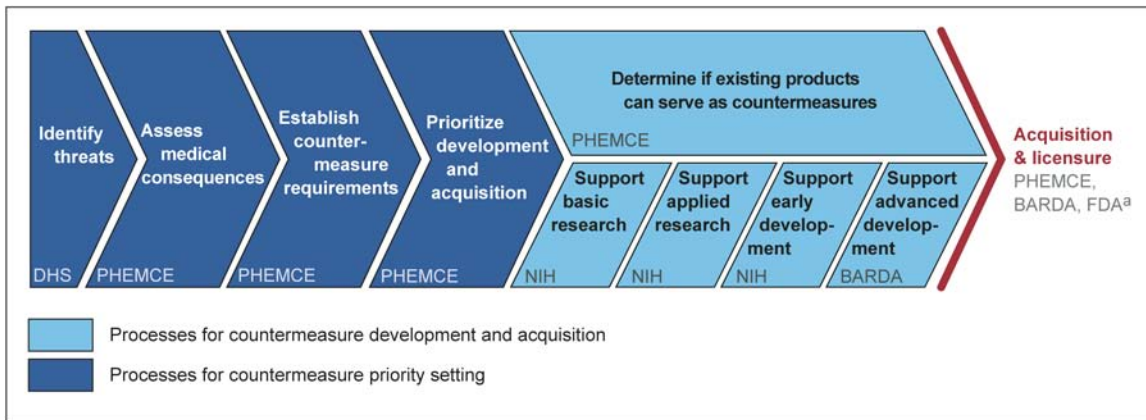 Identify
threats
DHS
Assess
medical
consequences
PHEMCE
Establish
counter-
measure
requirements
PHEMCE
Prioritize
development
and
acquisition
PHEMCE
Determine if existing products
can serve as countermeasures
PHEMCE
Support
basic
research
NIH
Support
applied
research
NIH
Support
early
develop-
ment
NIH
Support
advanced
develop-
ment
BARDA
Acquisition
& licensure
PHEMCE,
BARDA, FDAᵃ
Processes for countermeasure development and acquisition
Processes for countermeasure priority setting